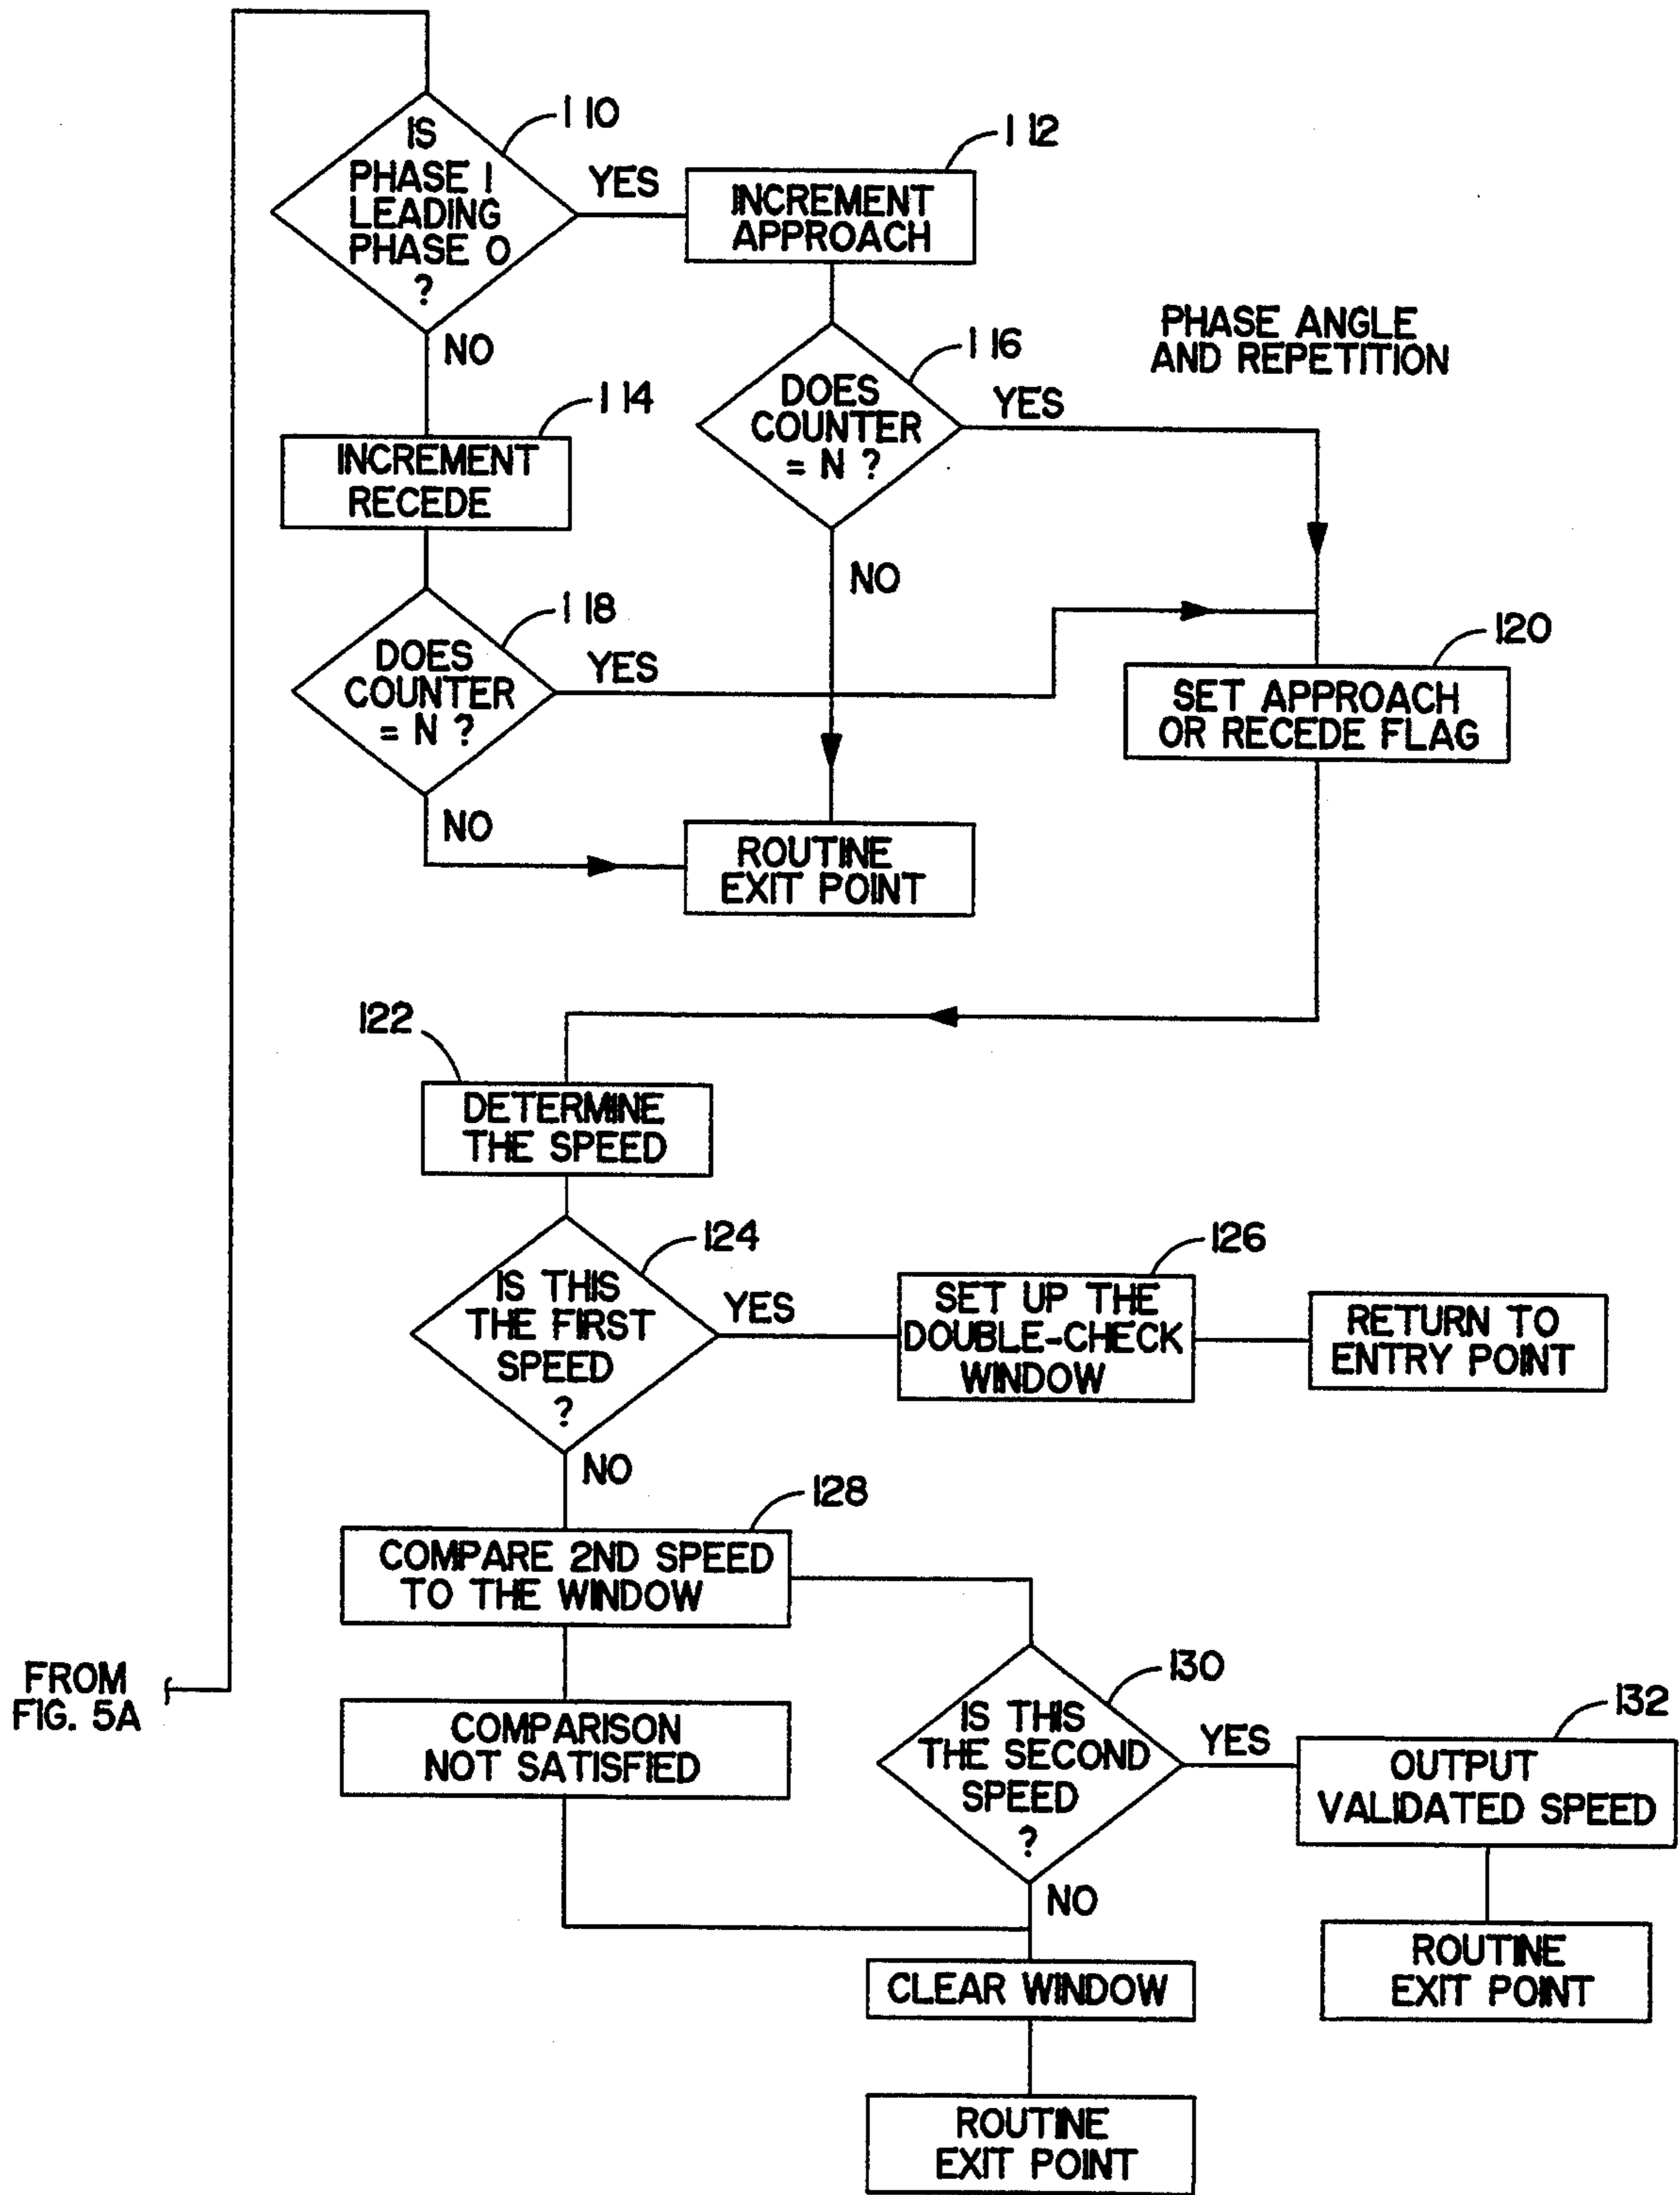 IS
PHASE 1
LEADING
PHASE 0
?
110
YES
INCREMENT
APPROACH
112
NO
INCREMENT
RECEDE
114
DOES
COUNTER
= N ?
116
YES
NO
PHASE ANGLE
AND REPETITION
DOES
COUNTER
= N ?
118
YES
NO
SET APPROACH
OR RECEDE FLAG
120
ROUTINE
EXIT POINT
122
DETERMINE
THE SPEED
IS THIS
THE FIRST
SPEED
?
124
YES
SET UP THE
DOUBLE-CHECK
WINDOW
126
RETURN TO
ENTRY POINT
NO
COMPARE 2ND SPEED
TO THE WINDOW
128
FROM
FIG. 5A
COMPARISON
NOT SATISFIED
IS THIS
THE SECOND
SPEED
?
130
YES
OUTPUT
VALIDATED SPEED
132
NO
ROUTINE
EXIT POINT
CLEAR WINDOW
ROUTINE
EXIT POINT